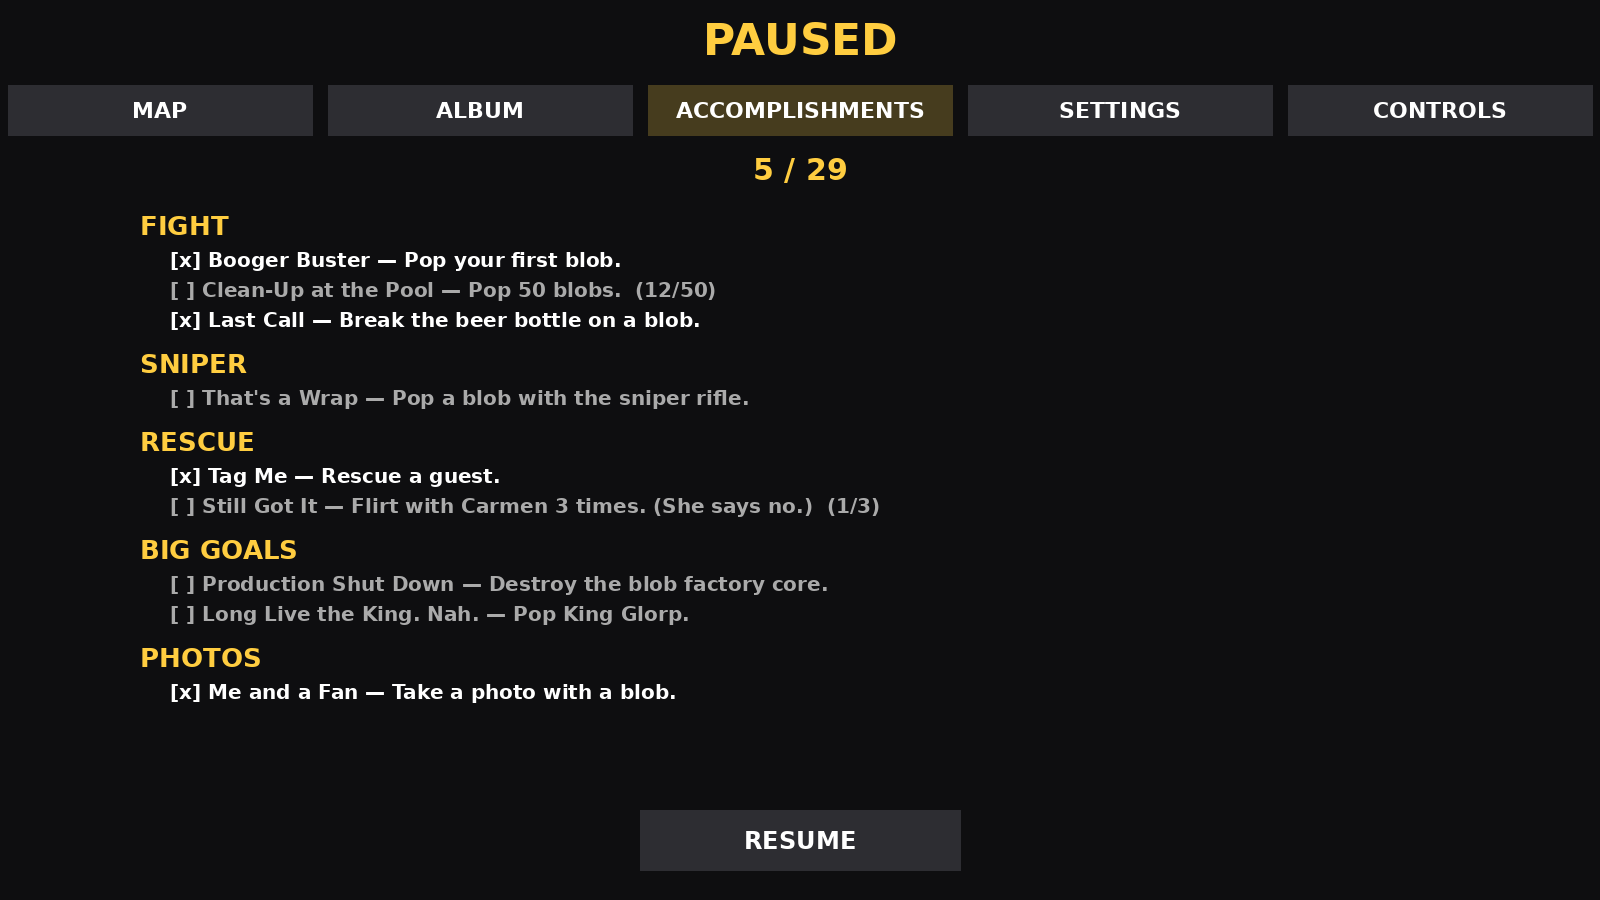 PAUSED
MAP
ALBUM
ACCOMPLISHMENTS
SETTINGS
CONTROLS
5 / 29
FIGHT
[x] Booger Buster — Pop your first blob.
[ ] Clean-Up at the Pool — Pop 50 blobs.  (12/50)
[x] Last Call — Break the beer bottle on a blob.
SNIPER
[ ] That's a Wrap — Pop a blob with the sniper rifle.
RESCUE
[x] Tag Me — Rescue a guest.
[ ] Still Got It — Flirt with Carmen 3 times. (She says no.)  (1/3)
BIG GOALS
[ ] Production Shut Down — Destroy the blob factory core.
[ ] Long Live the King. Nah. — Pop King Glorp.
PHOTOS
[x] Me and a Fan — Take a photo with a blob.
RESUME